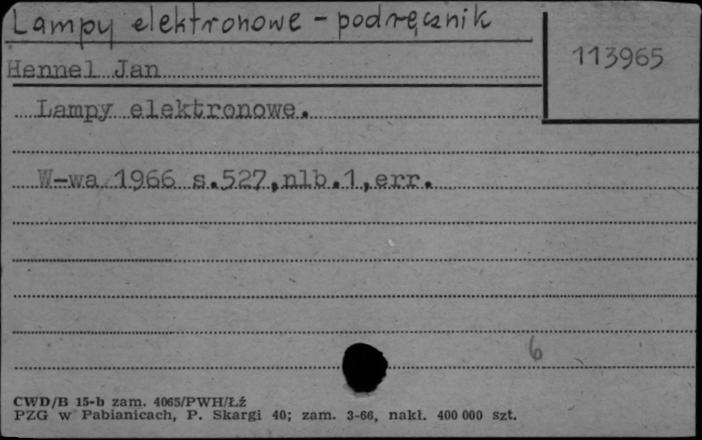 Lampy elektronowe - podręcznik
113965
Hennel Jan
Lampy elektronowe.
W-wa 1966 s.527,nlb.1,err.
6
CWD/B 15-b zam. 4065/PWH/Łź
PZG w Pabianicach, P. Skargi 40; zam. 3-66, nakł. 400 000 szt.